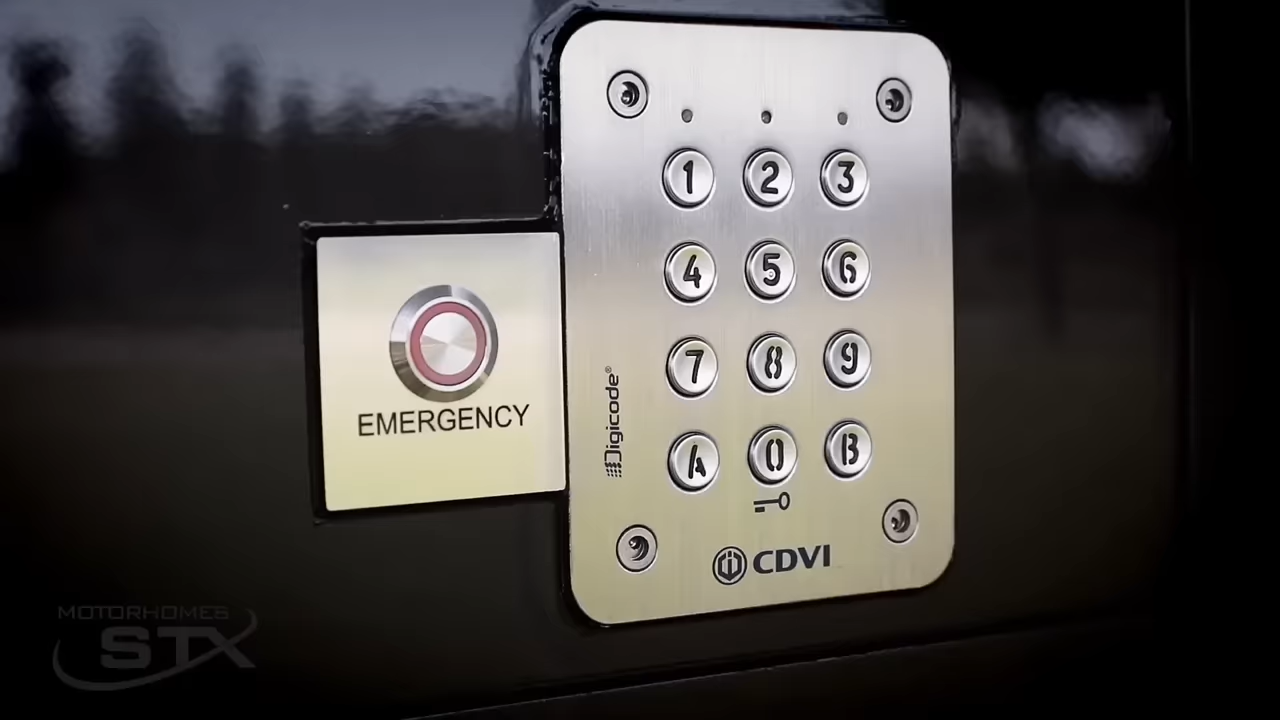 1 2 3
4 5 6
7 8 9
A 0 B
Digicode®
EMERGENCY
CDVI
MOTORHOMES
STX